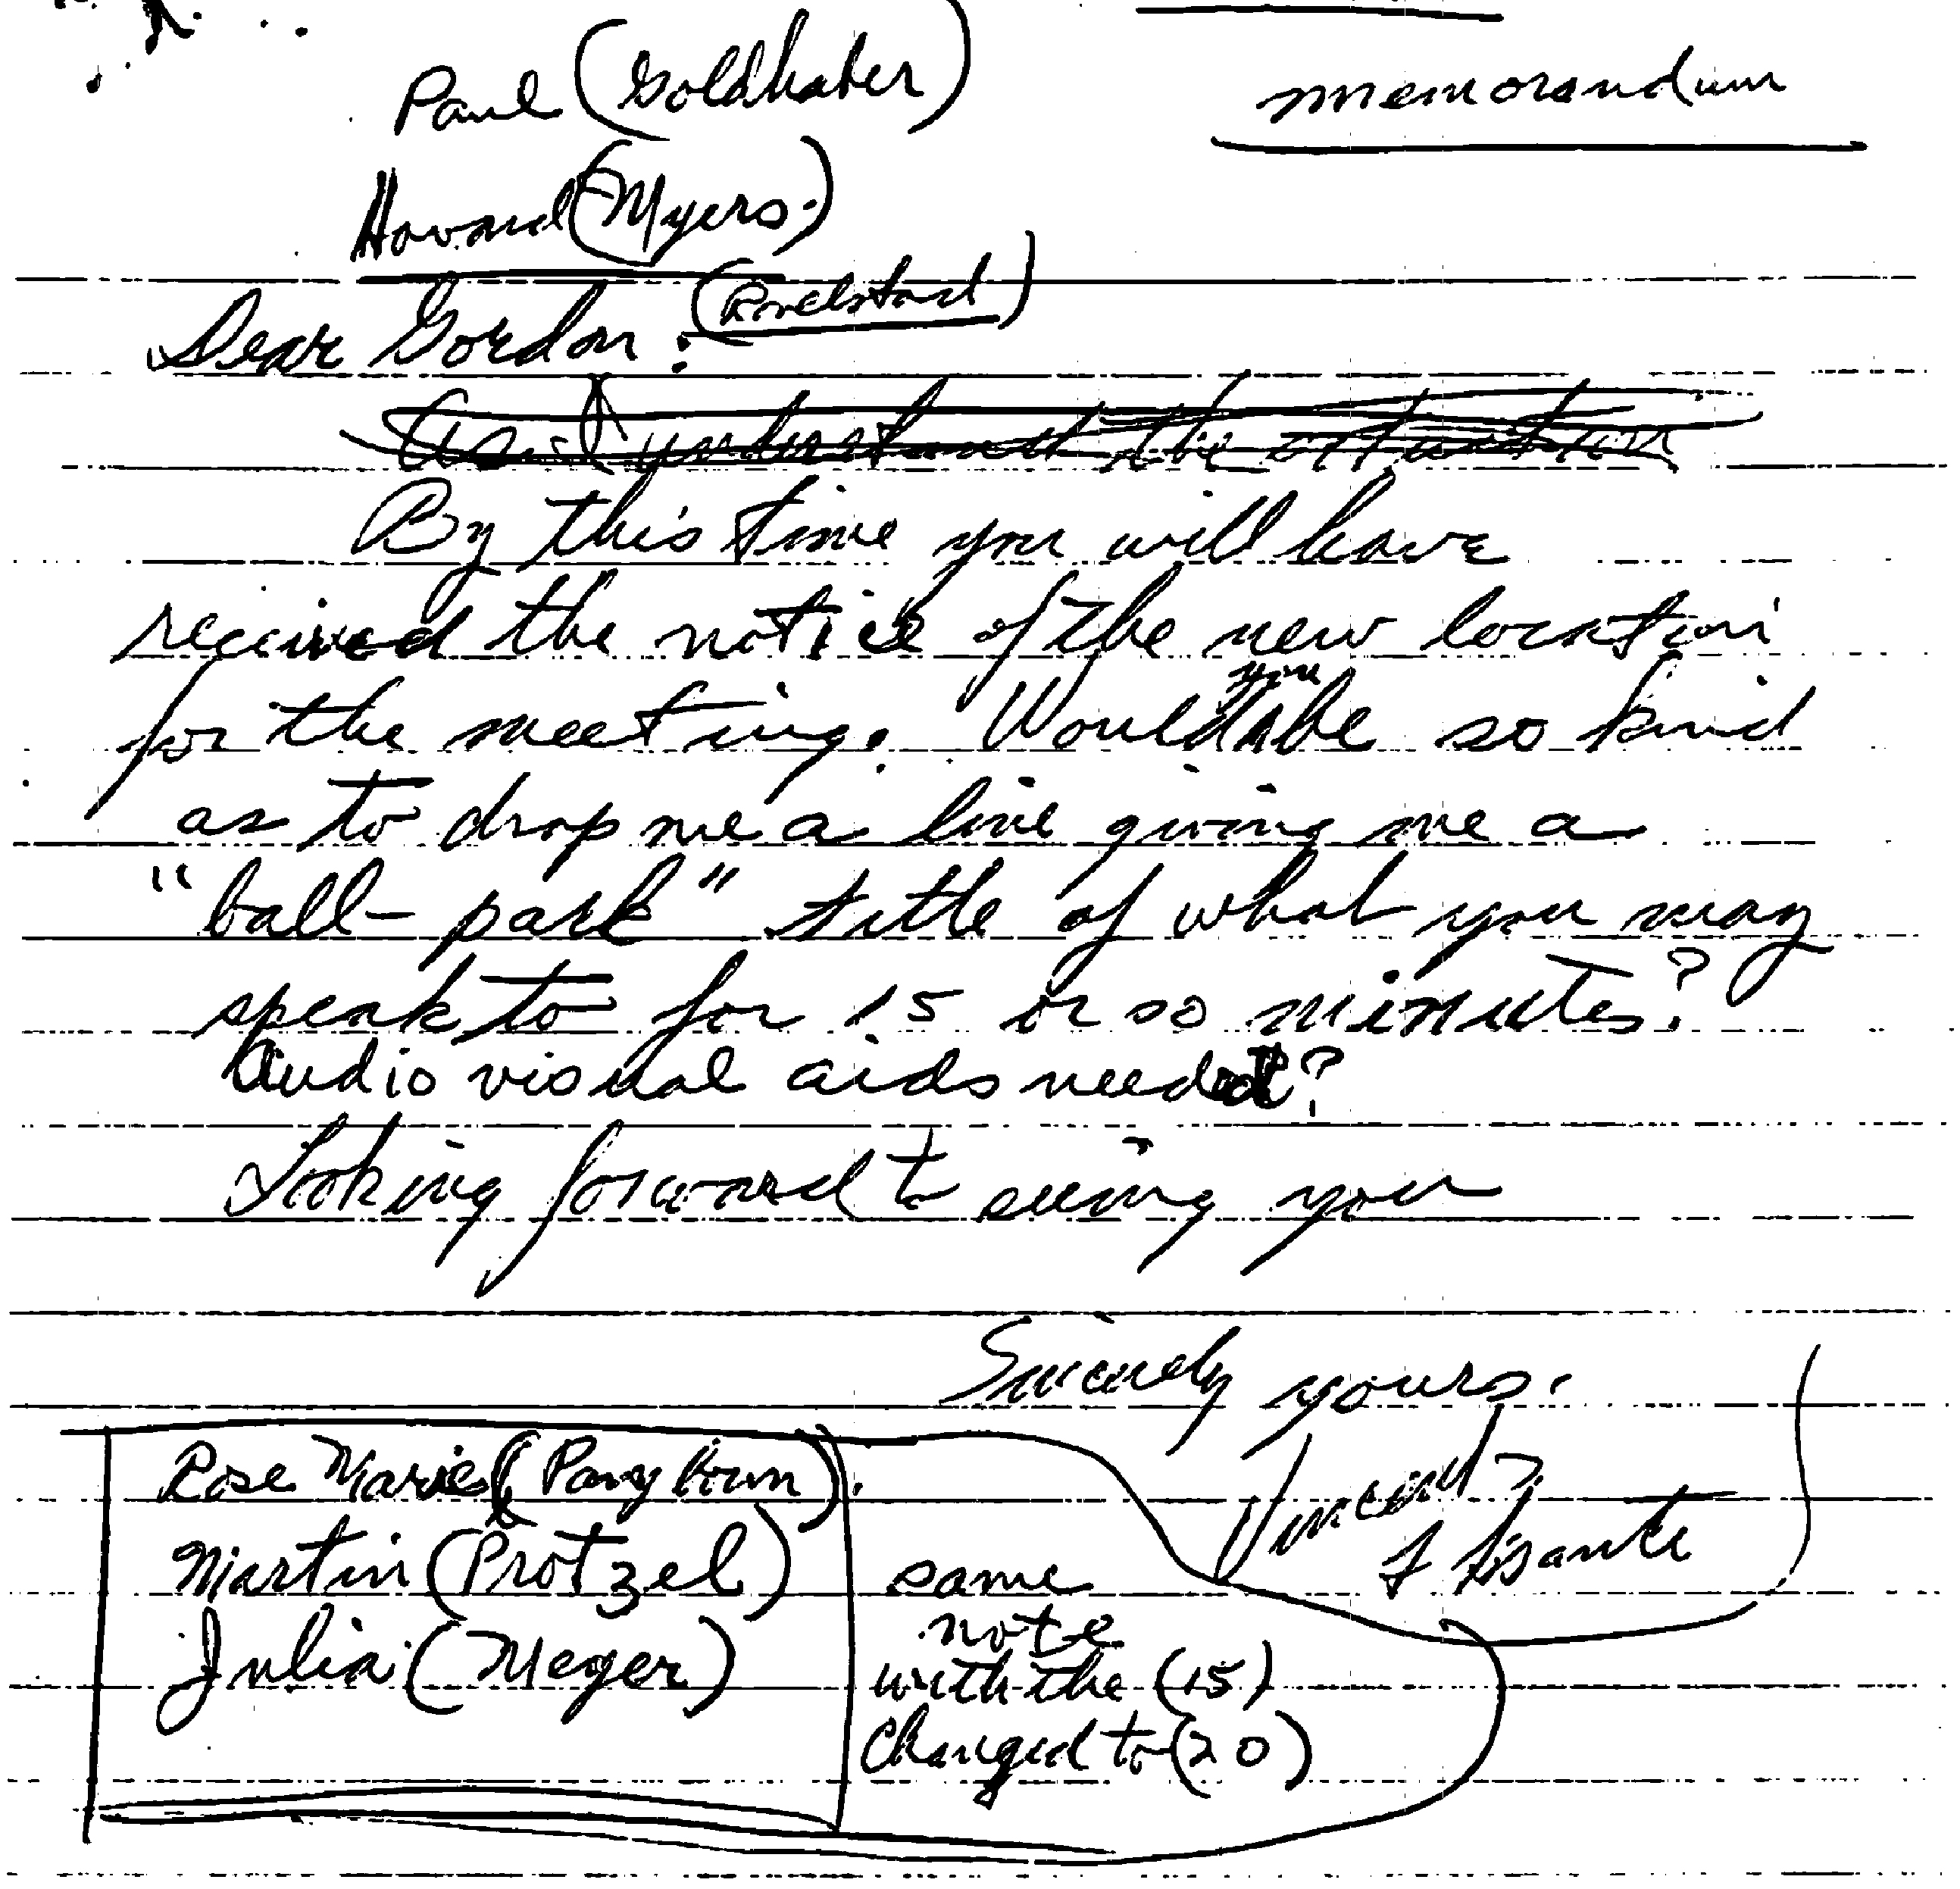 Paul (Goldhaber)
memorandum
Howard (Myers.)
Dear Gordon: (Rovelstad)
As I understand the situation
By this time you will have
received the notice of the new location
for the meeting. Would you be so kind
as to drop me a line giving me a
"ball-park" title of what you may
speak to for 15 or so minutes?
Audio visual aids needed?
Looking forward to seeing you
Sincerely yours.
Vincent
F Lisanti
Rose Marie (Pangborn).
Martin (Protzel)
Julia (Meyer)
same
note
with the (15)
Changed to (20)